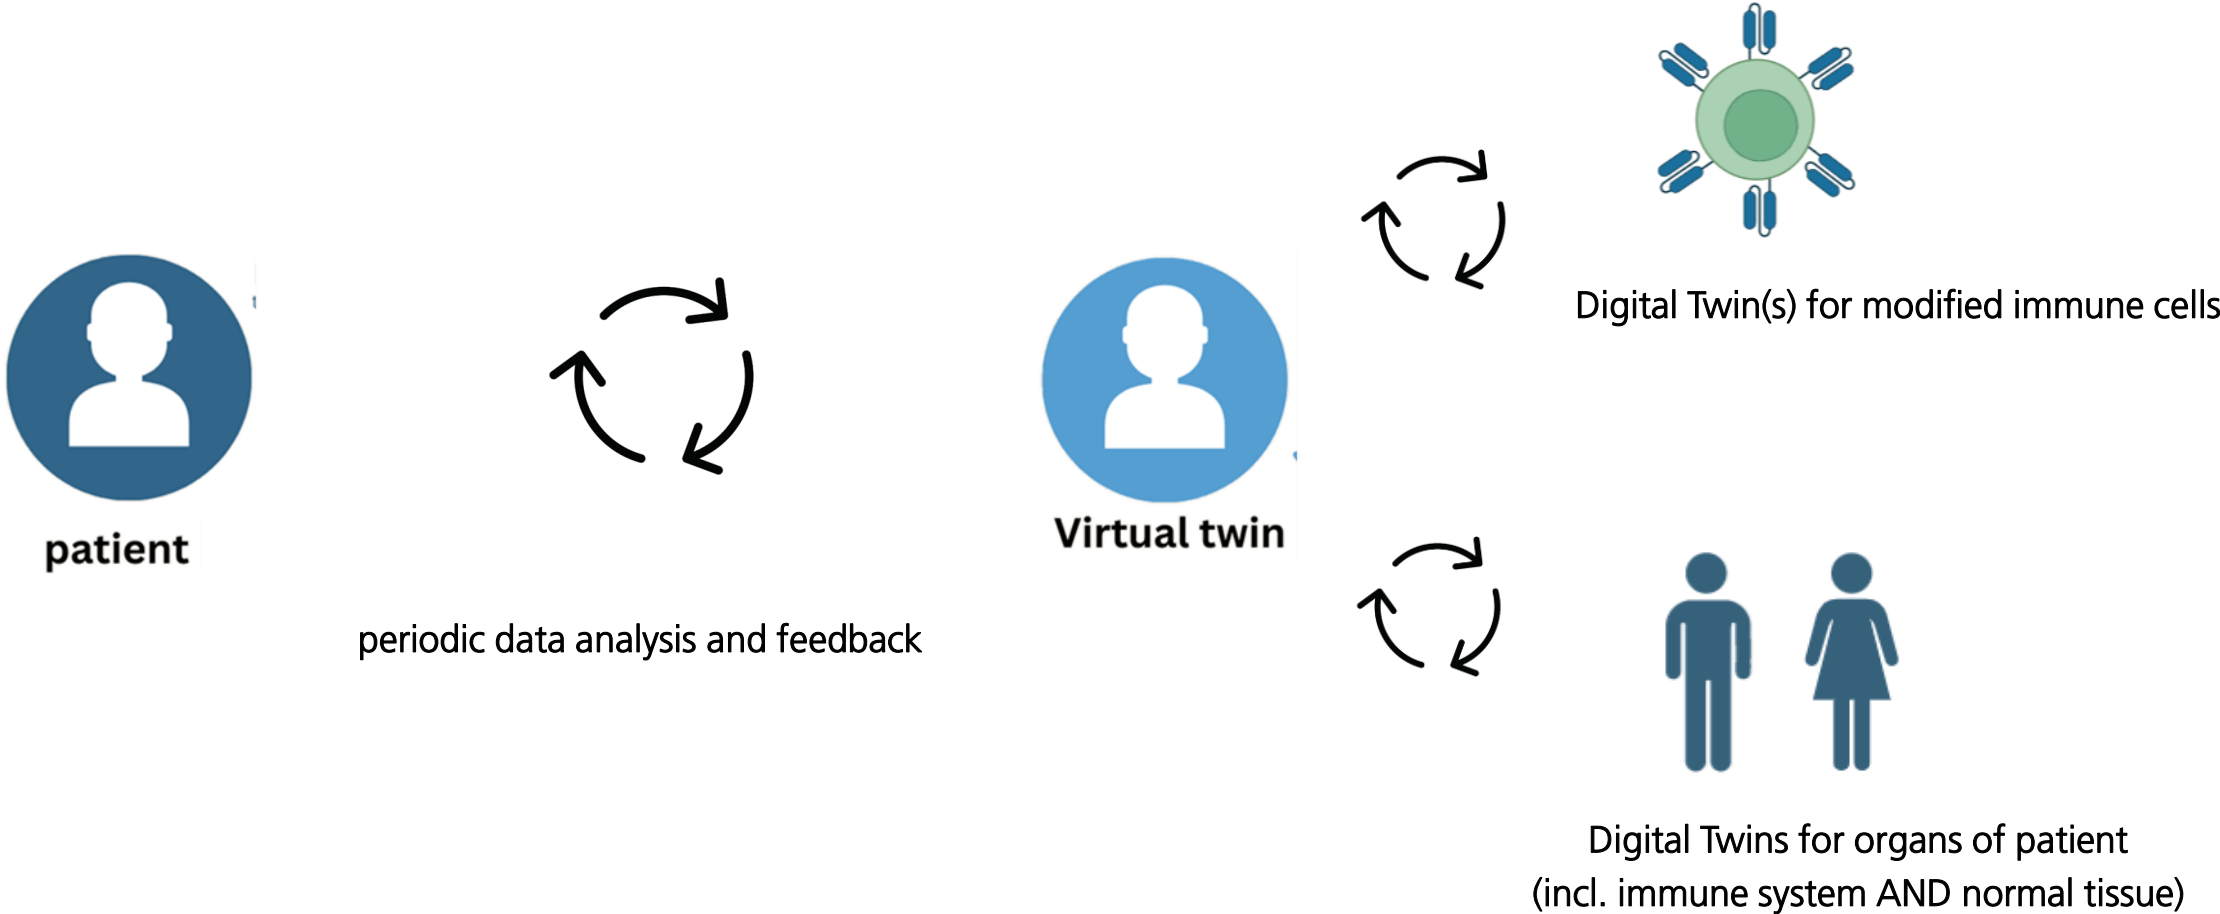 Digital Twin(s) for modified immune cells
patient
Virtual twin
periodic data analysis and feedback
Digital Twins for organs of patient
(incl. immune system AND normal tissue)